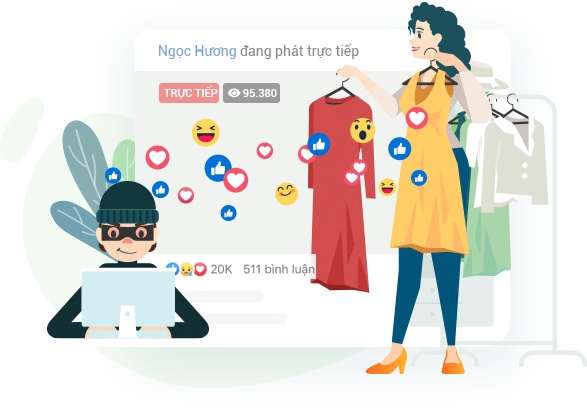 Ngọc Hương đang phát trực tiếp
TRỰC TIẾP 95.380
20K 511 bình luận